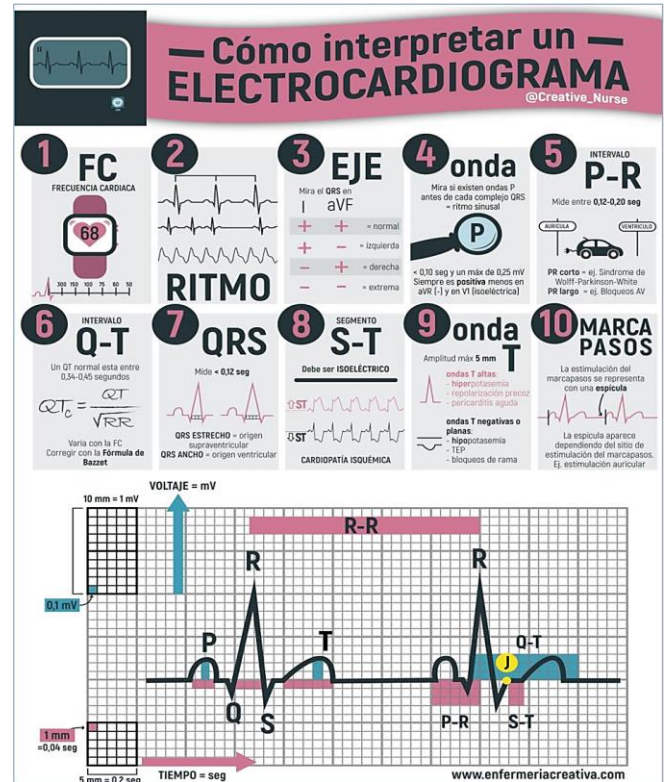 Cómo interpretar un
ELECTROCARDIOGRAMA
@Creative_Nurse
II
1
FC
FRECUENCIA CARDIACA
68
300 150 100 75 60 50
2
RITMO
3
EJE
Mira el QRS en
I aVF
+ + = normal
+ - = izquierda
- + = derecha
- - = extrema
4
onda
Mira si existen ondas P
antes de cada complejo QRS
= ritmo sinusal
P
< 0,10 seg y un máx de 0,25 mV
Siempre es positiva menos en
aVR (-) y en V1 (isoeléctrica)
5
INTERVALO
P-R
Mide entre 0,12-0,20 seg
AURICULA VENTRICULO
PR corto = ej. Sindrome de
Wolff-Parkinson-White
PR largo = ej. Bloqueos AV
6
INTERVALO
Q-T
Un QT normal esta entre
0,34-0,45 segundos
QTc = QT
√RR
Varia con la FC
Corregir con la Fórmula de
Bazzet
7
QRS
Mide < 0,12 seg
QRS ESTRECHO = origen
supraventricular
QRS ANCHO = origen ventricular
8
SEGMENTO
S-T
Debe ser ISOELÉCTRICO
⇧ST
⇩ST
CARDIOPATÍA ISQUÉMICA
9
onda
T
Amplitud máx 5 mm
ondas T altas:
- hiperpotasemia
- repolarización precoz
- pericarditis aguda
ondas T negativas o
planas:
- hipopotasemia
- TEP
- bloqueos de rama
10
MARCA
PASOS
La estimulación del
marcapasos se representa
con una espícula
La espicula aparece
dependiendo del sitio de
estimulación del marcapasos.
Ej. estimulación auricular
10 mm = 1 mV
VOLTAJE = mV
0,1 mV
R-R
R R
P T
Q S
Q-T
J
P-R S-T
1 mm
=0,04 seg
5 mm = 0,2 seg
TIEMPO = seg
www.enfermeriacreativa.com